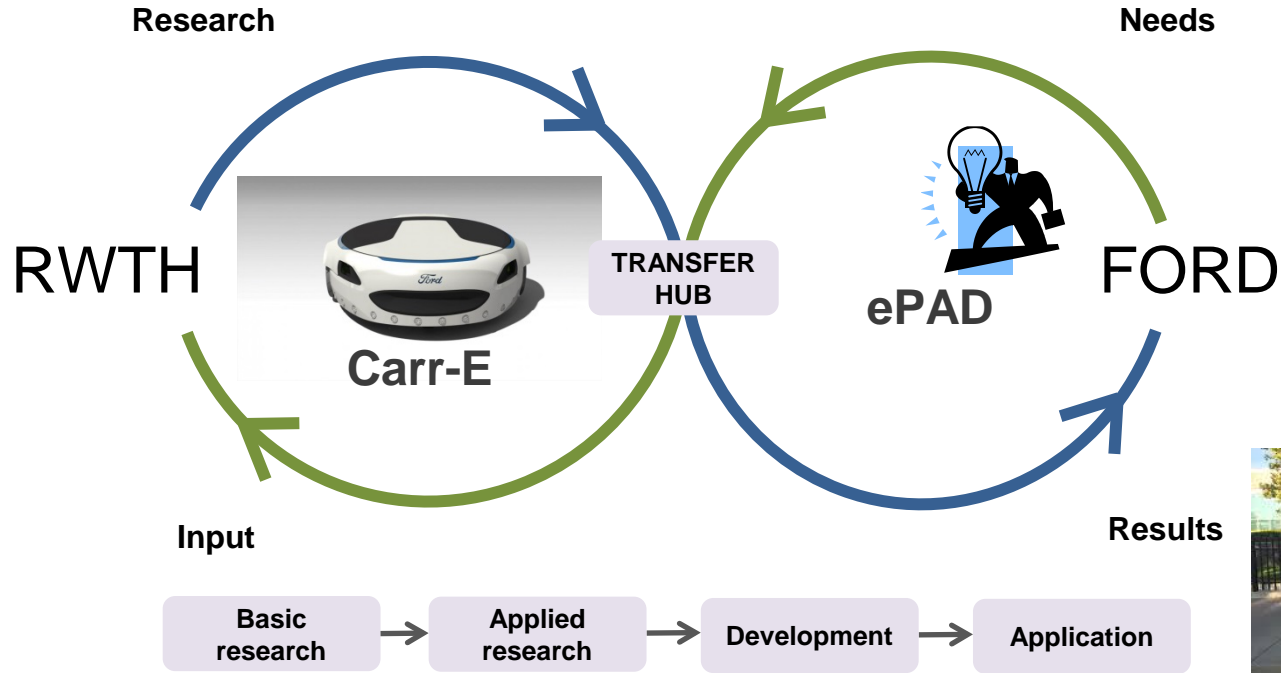 Research
Needs
RWTH
Ford
TRANSFER
HUB
Carr-E
ePAD
FORD
Input
Results
Basic
research
Applied
research
Development
Application